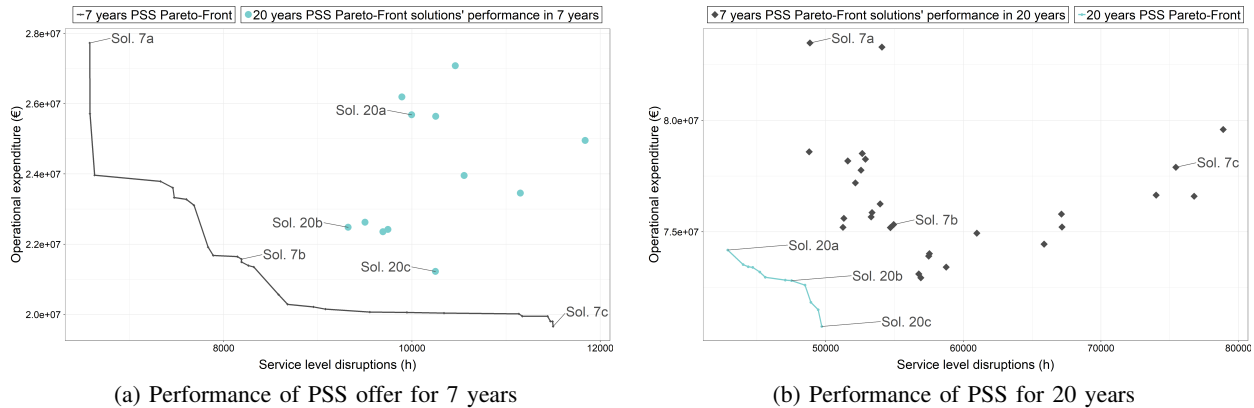 7 years PSS Pareto-Front
20 years PSS Pareto-Front solutions' performance in 7 years
2.8e+07
2.6e+07
2.4e+07
2.2e+07
2.0e+07
Operational expenditure (€)
Sol. 7a
Sol. 20a
Sol. 20b
Sol. 7b
Sol. 20c
Sol. 7c
8000
10000
12000
Service level disruptions (h)
(a) Performance of PSS offer for 7 years
7 years PSS Pareto-Front solutions' performance in 20 years
20 years PSS Pareto-Front
8.0e+07
7.5e+07
Operational expenditure (€)
Sol. 7a
Sol. 7c
Sol. 7b
Sol. 20a
Sol. 20b
Sol. 20c
50000
60000
70000
80000
Service level disruptions (h)
(b) Performance of PSS for 20 years